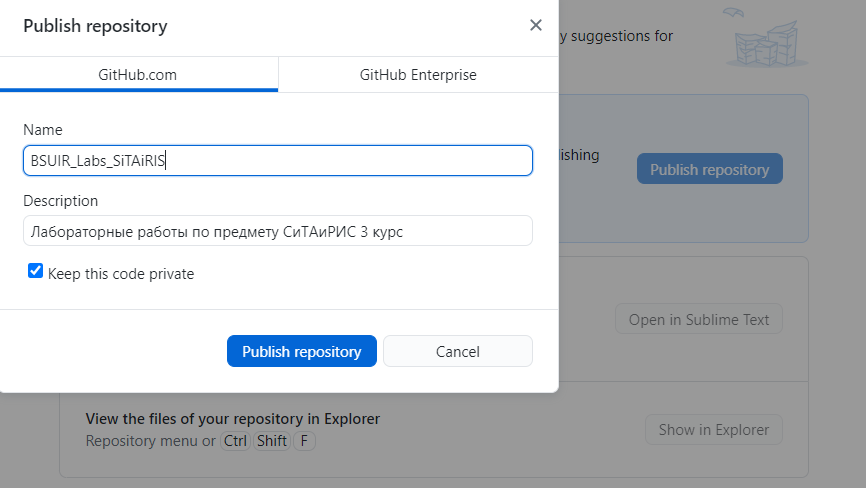 Publish repository
y suggestions for
GitHub.com
GitHub Enterprise
Name
BSUIR_Labs_SiTAiRIS
lishing
Publish repository
Description
Лабораторные работы по предмету СиТАиРИС 3 курс
Keep this code private
Open in Sublime Text
Publish repository
Cancel
View the files of your repository in Explorer
Repository menu or Ctrl Shift F
Show in Explorer